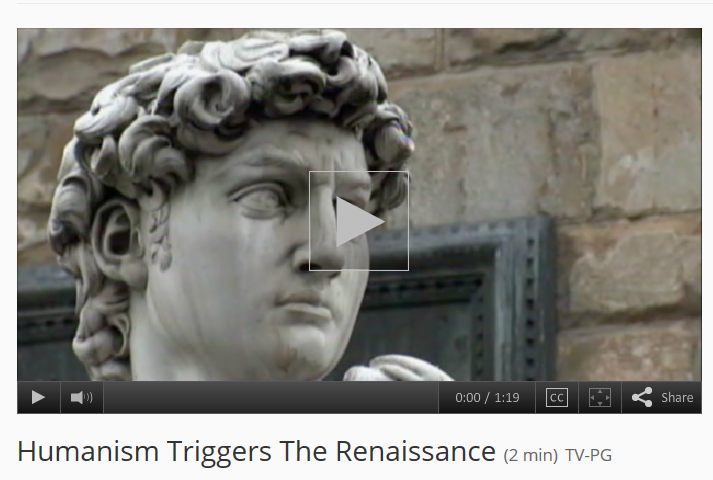 0:00 / 1:19 CC Share
Humanism Triggers The Renaissance (2 min) TV-PG